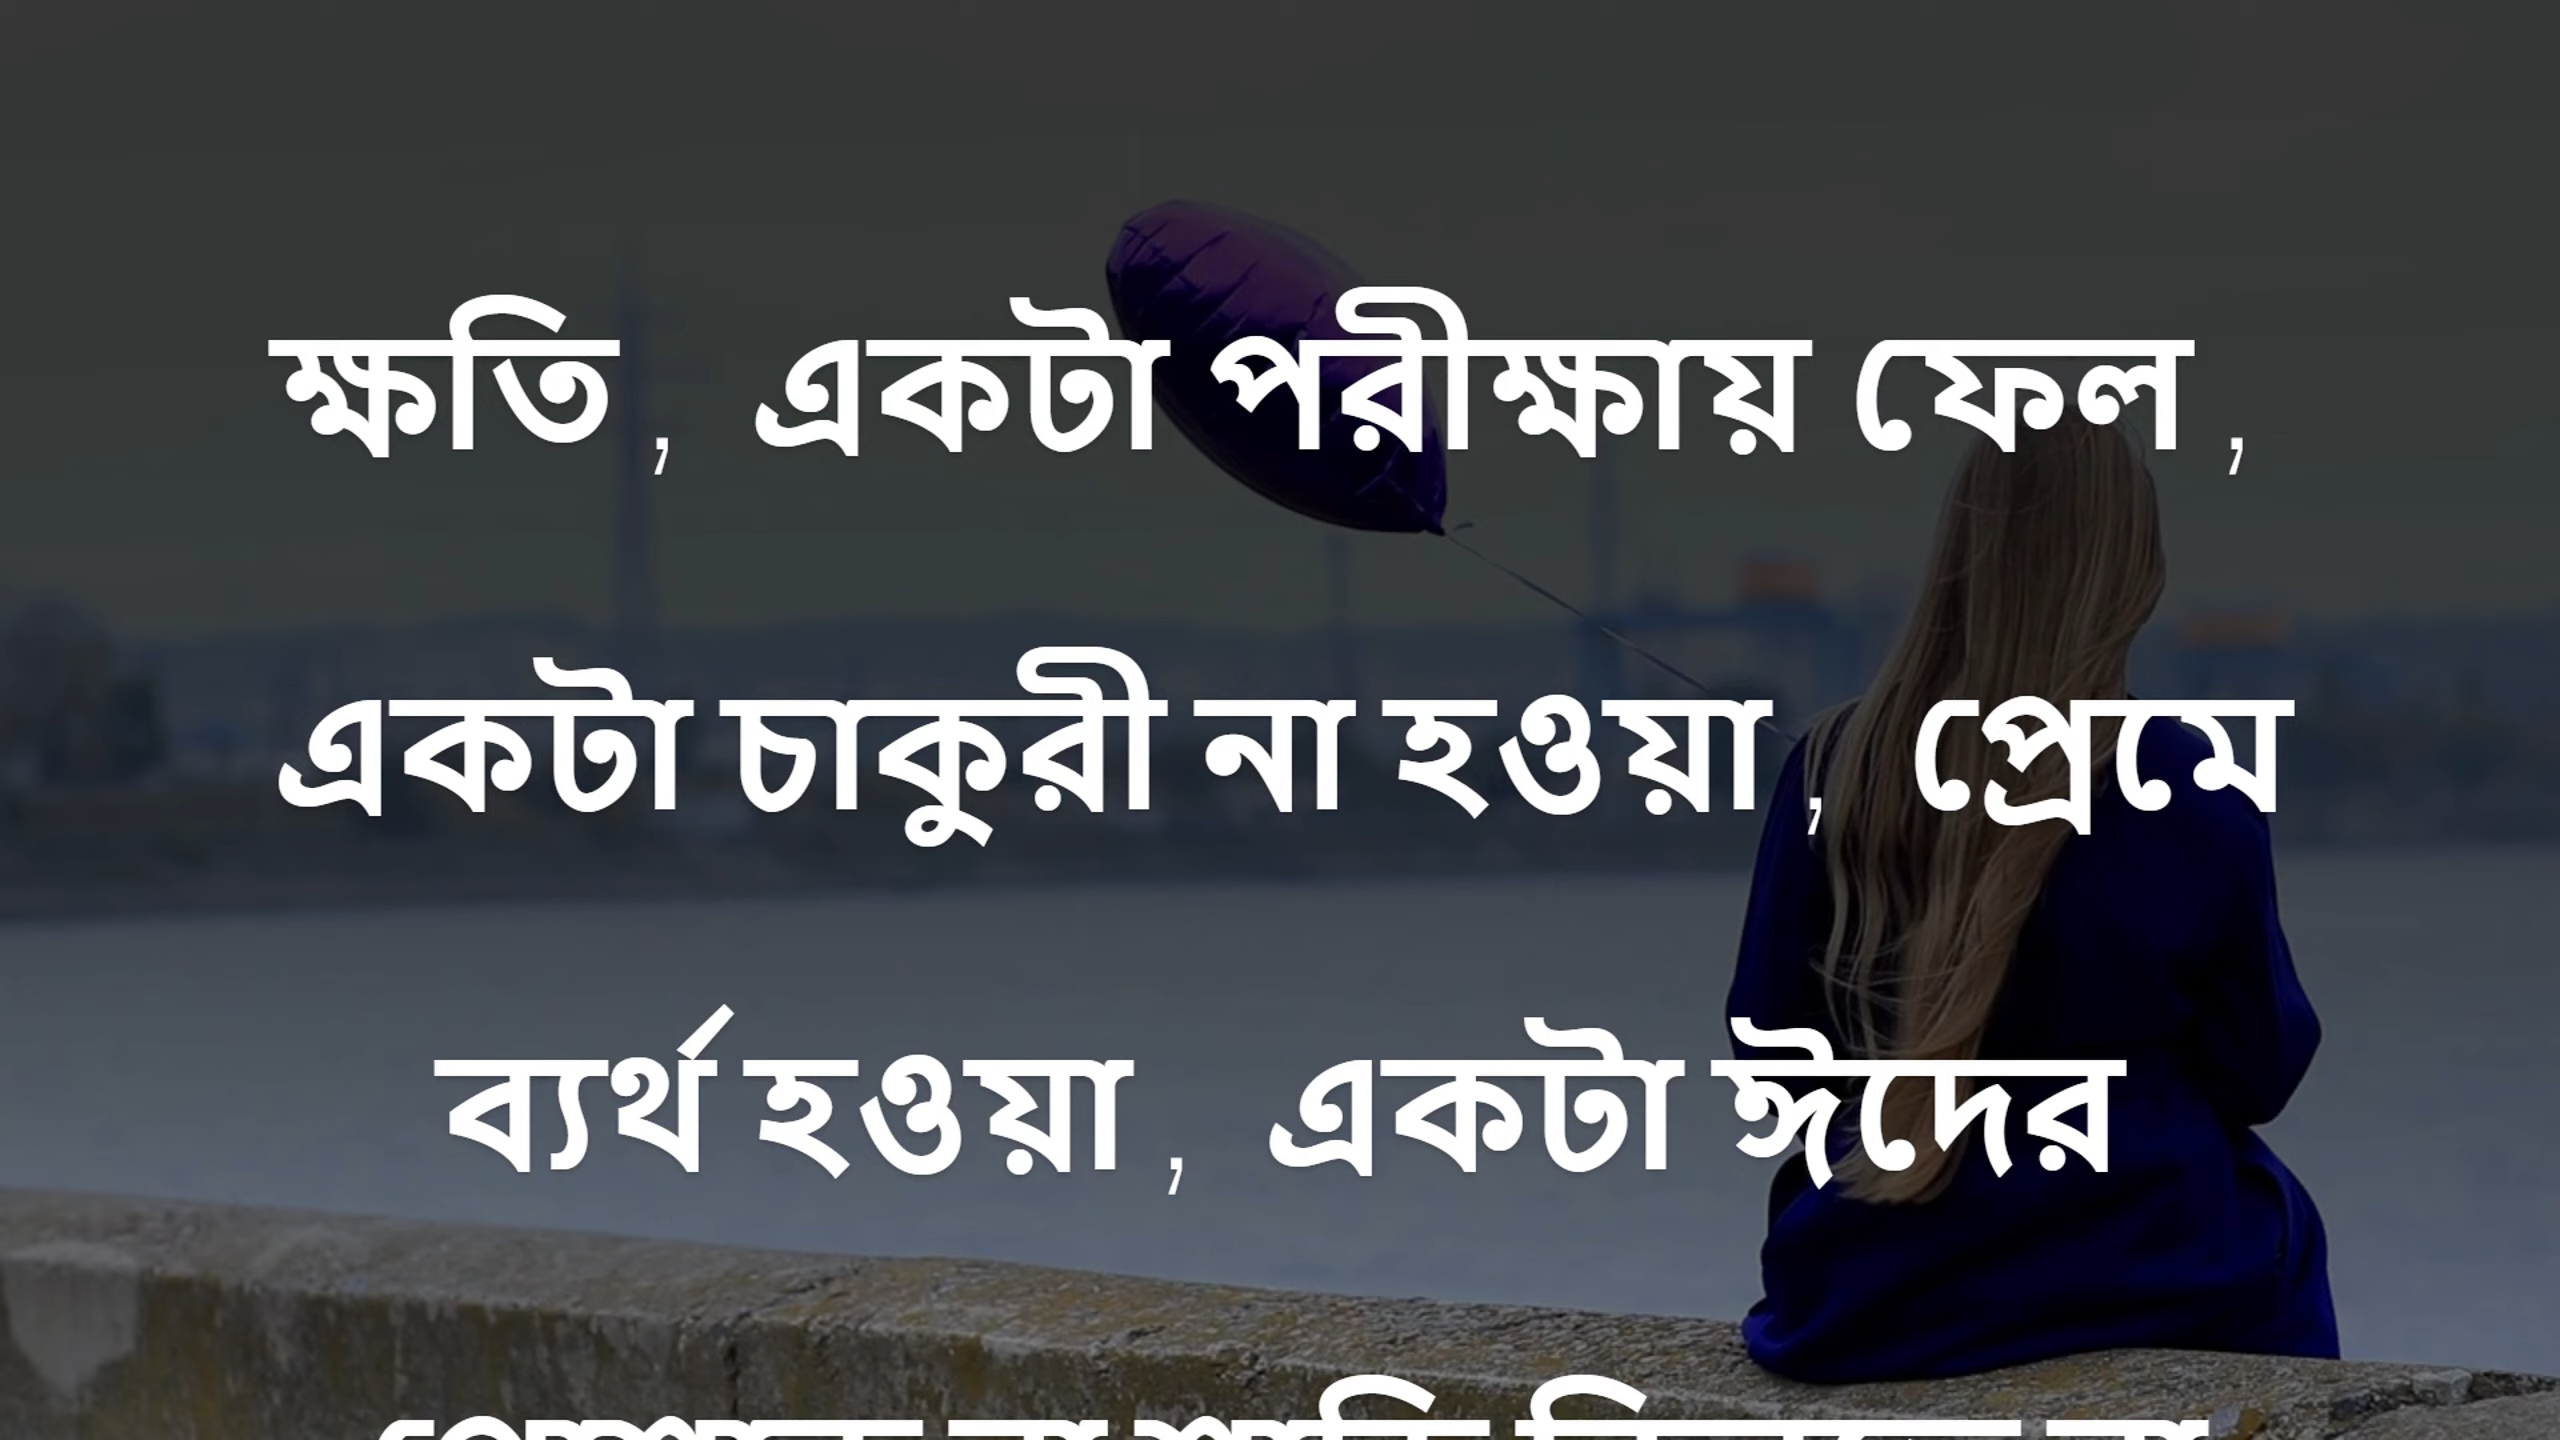 ক্ষতি , একটা পরীক্ষায় ফেল ,
একটা চাকুরী না হওয়া , প্রেমে
ব্যর্থ হওয়া , একটা ঈদের